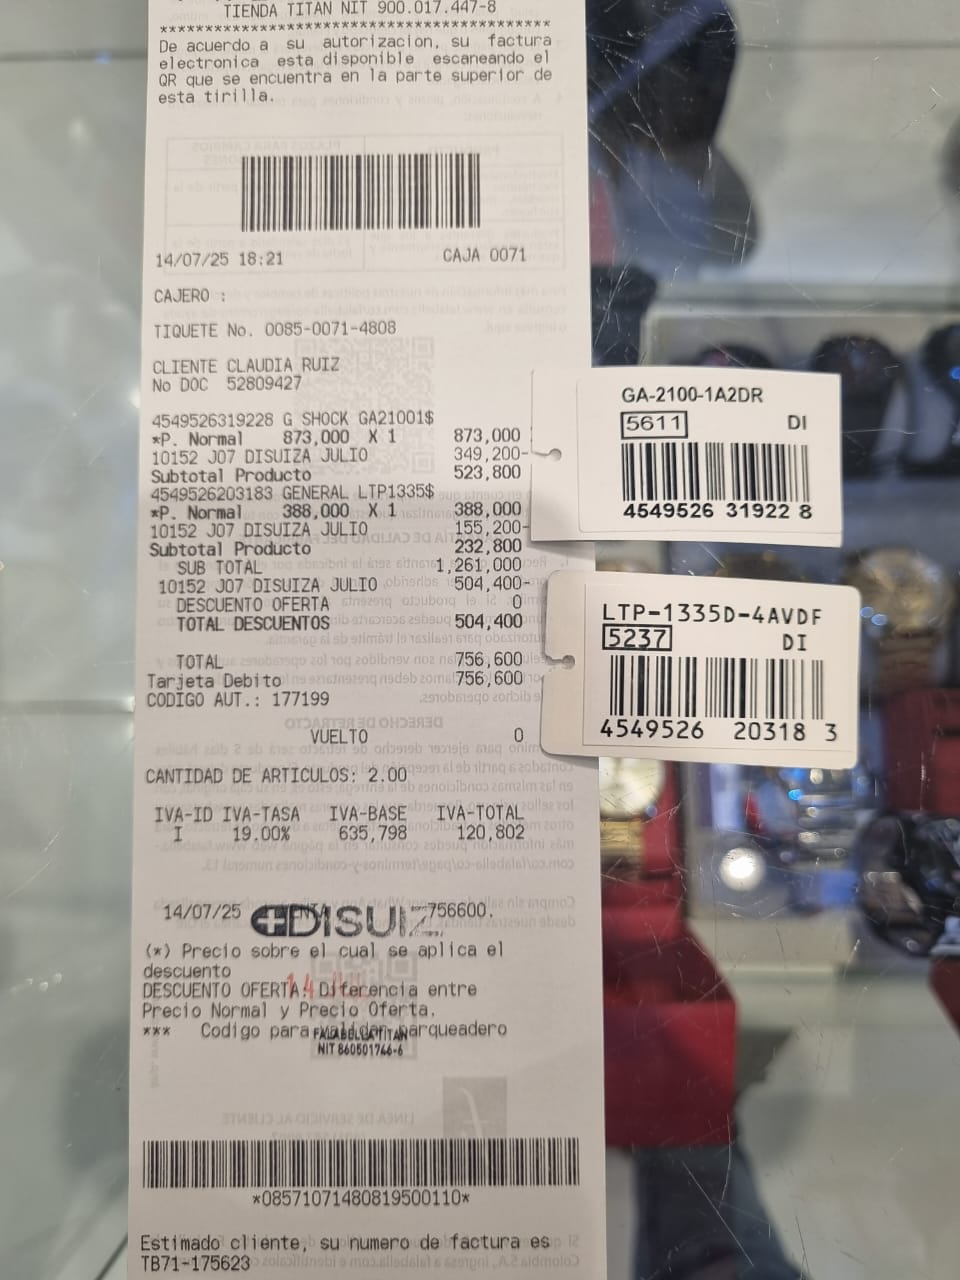 TIENDA TITAN NIT 900.017.447-8
******************************************
De acuerdo a su autorizacion, su factura
electronica esta disponible escaneando el
QR que se encuentra en la parte superior de
esta tirilla.
14/07/25 18:21 CAJA 0071
CAJERO :
TIQUETE No. 0085-0071-4808
CLIENTE CLAUDIA RUIZ
No DOC 52809427
4549526319228 G SHOCK GA21001$
*P. Normal 873,000 X 1 873,000
10152 J07 DISUIZA JULIO 349,200-
Subtotal Producto 523,800
4549526203183 GENERAL LTP1335$
*P. Normal 388,000 X 1 388,000
10152 J07 DISUIZA JULIO 155,200-
Subtotal Producto 232,800
SUB TOTAL 1,261,000
10152 J07 DISUIZA JULIO 504,400-
DESCUENTO OFERTA 0
TOTAL DESCUENTOS 504,400
TOTAL 756,600
Tarjeta Debito 756,600
CODIGO AUT.: 177199
VUELTO 0
CANTIDAD DE ARTICULOS: 2.00
IVA-ID IVA-TASA IVA-BASE IVA-TOTAL
I 19.00% 635,798 120,802
14/07/25 756600.
DISUIZ
(*) Precio sobre el cual se aplica el
descuento
DESCUENTO OFERTA: Diferencia entre
Precio Normal y Precio Oferta.
*** Codigo para validar parqueadero
FALABELLA TITAN
NIT 860501746-6
*08571071480819500110*
Estimado cliente, su numero de factura es
TB71-175623
GA-2100-1A2DR
5611 DI
4549526 31922 8
LTP-1335D-4AVDF
5237 DI
4549526 20318 3